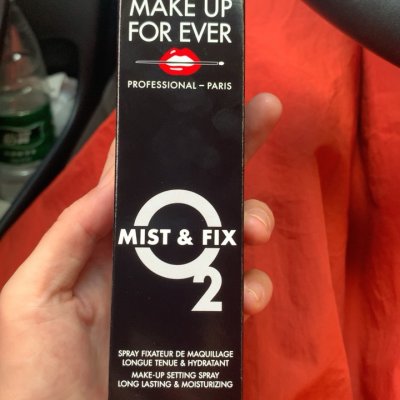 MAKE UP
FOR EVER
PROFESSIONAL – PARIS
MIST & FIX
O2
SPRAY FIXATEUR DE MAQUILLAGE
LONGUE TENUE & HYDRATANT
MAKE-UP SETTING SPRAY
LONG LASTING & MOISTURIZING